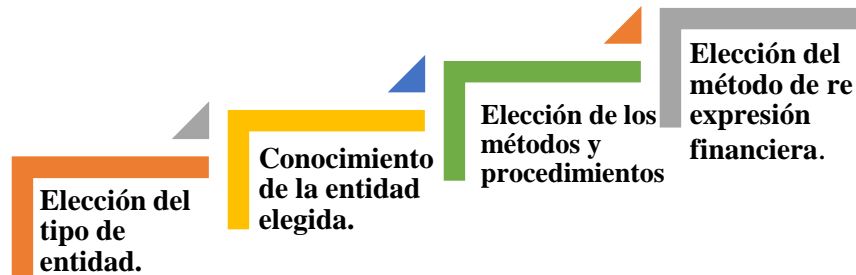 Elección del
tipo de
entidad.
Conocimiento
de la entidad
elegida.
Elección de los
métodos y
procedimientos
Elección del
método de re
expresión
financiera.